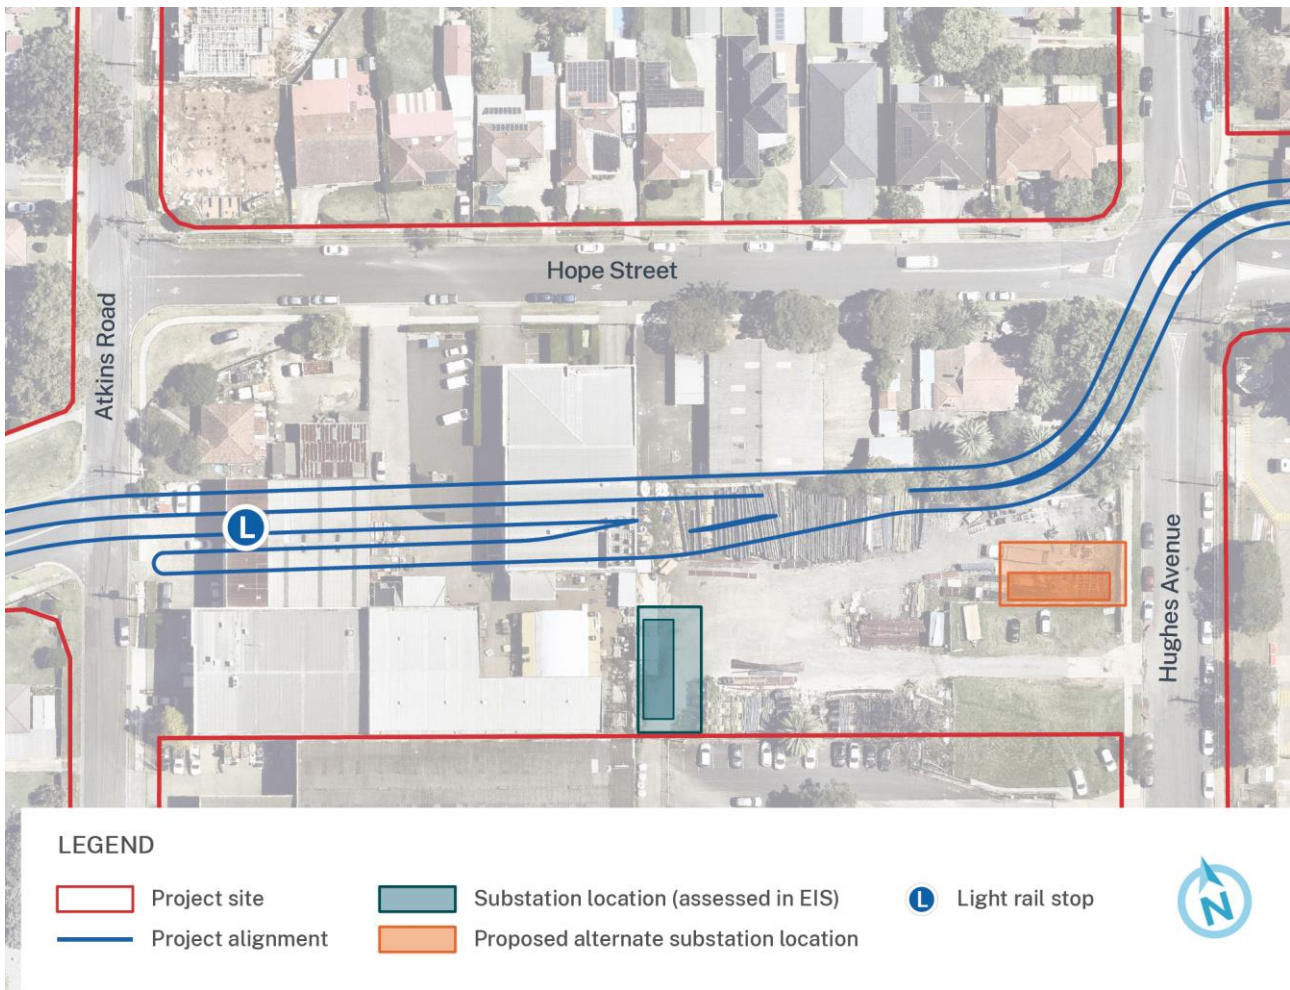 Hope Street
Atkins Road
L
Hughes Avenue
LEGEND
Project site
Substation location (assessed in EIS)
L Light rail stop
Project alignment
Proposed alternate substation location
N